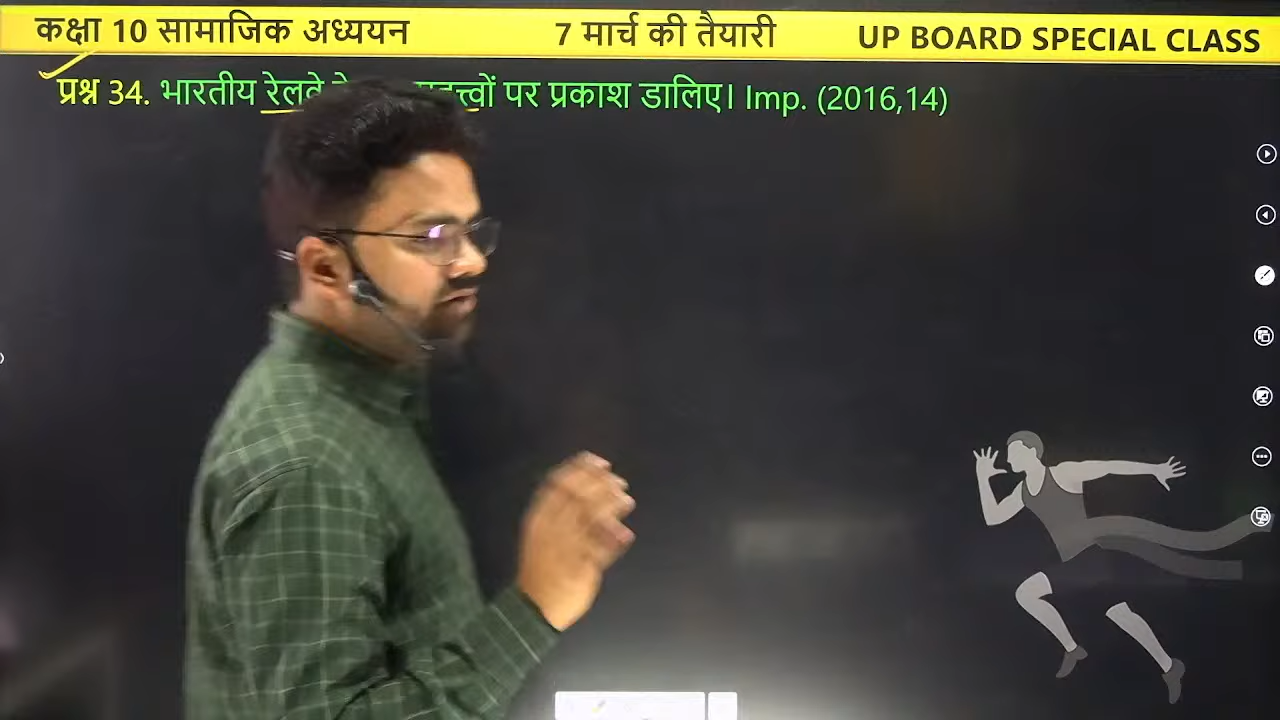 कक्षा 10 सामाजिक अध्ययन 7 मार्च की तैयारी UP BOARD SPECIAL CLASS
प्रश्न 34. भारतीय रेलवे पर प्रकाश डालिए। Imp. (2016,14)